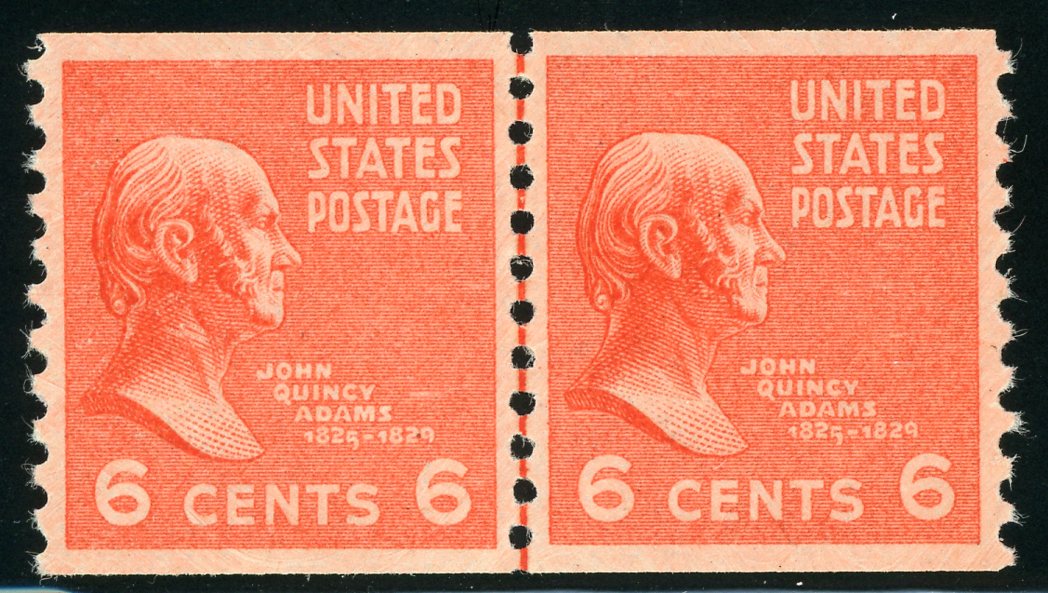 UNITED
STATES
POSTAGE
JOHN
QUINCY
ADAMS
1825-1829
6 CENTS 6
UNITED
STATES
POSTAGE
JOHN
QUINCY
ADAMS
1825-1829
6 CENTS 6